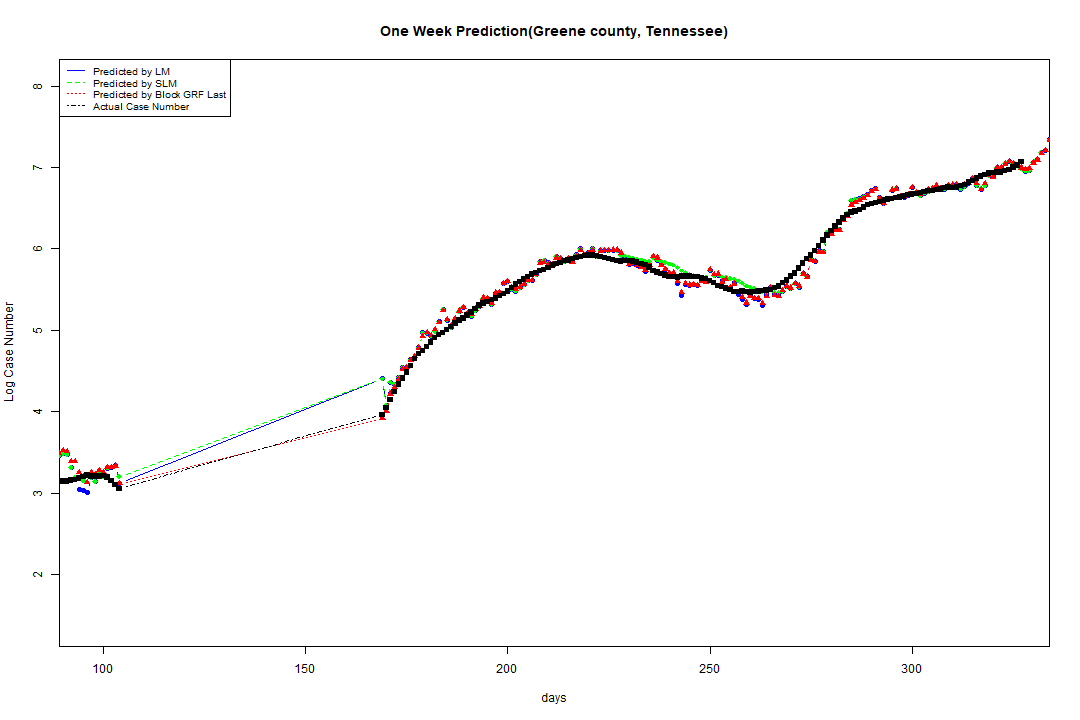 One Week Prediction(Greene county, Tennessee)
Predicted by LM
Predicted by SLM
Predicted by Block GRF Last
Actual Case Number
8
7
6
5
4
3
2
Log Case Number
100 150 200 250 300
days